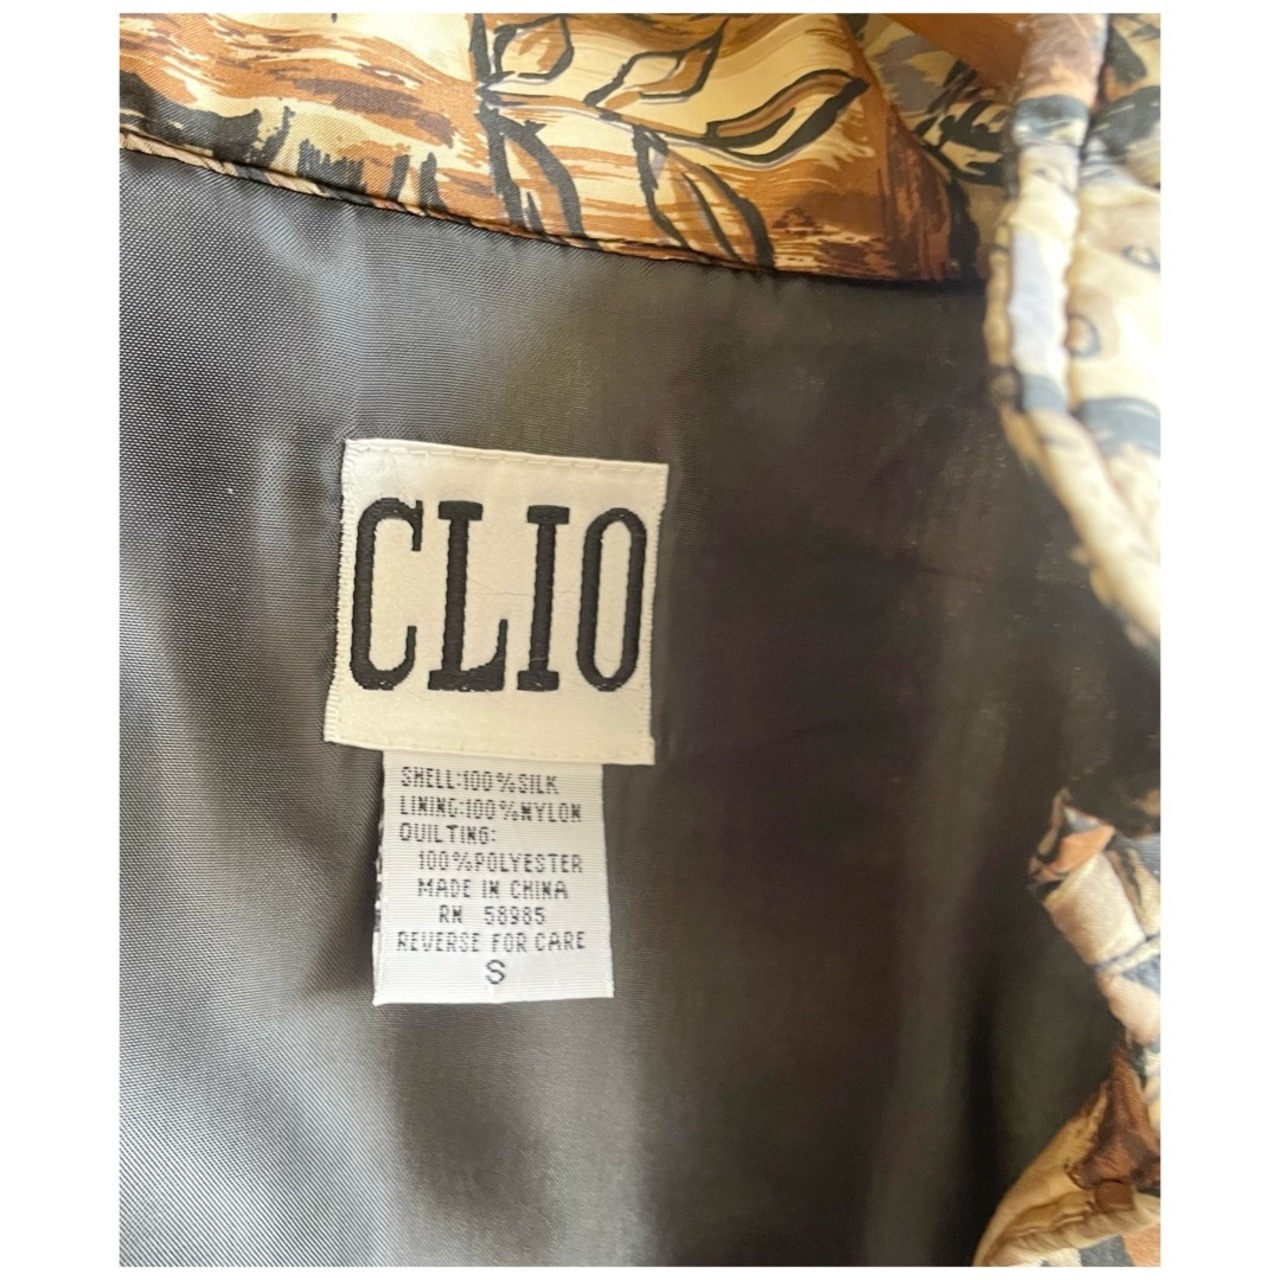 CLIO
SHELL:100%SILK
LINING:100%NYLON
QUILTING:
100%POLYESTER
MADE IN CHINA
RN 58985
REVERSE FOR CARE
S